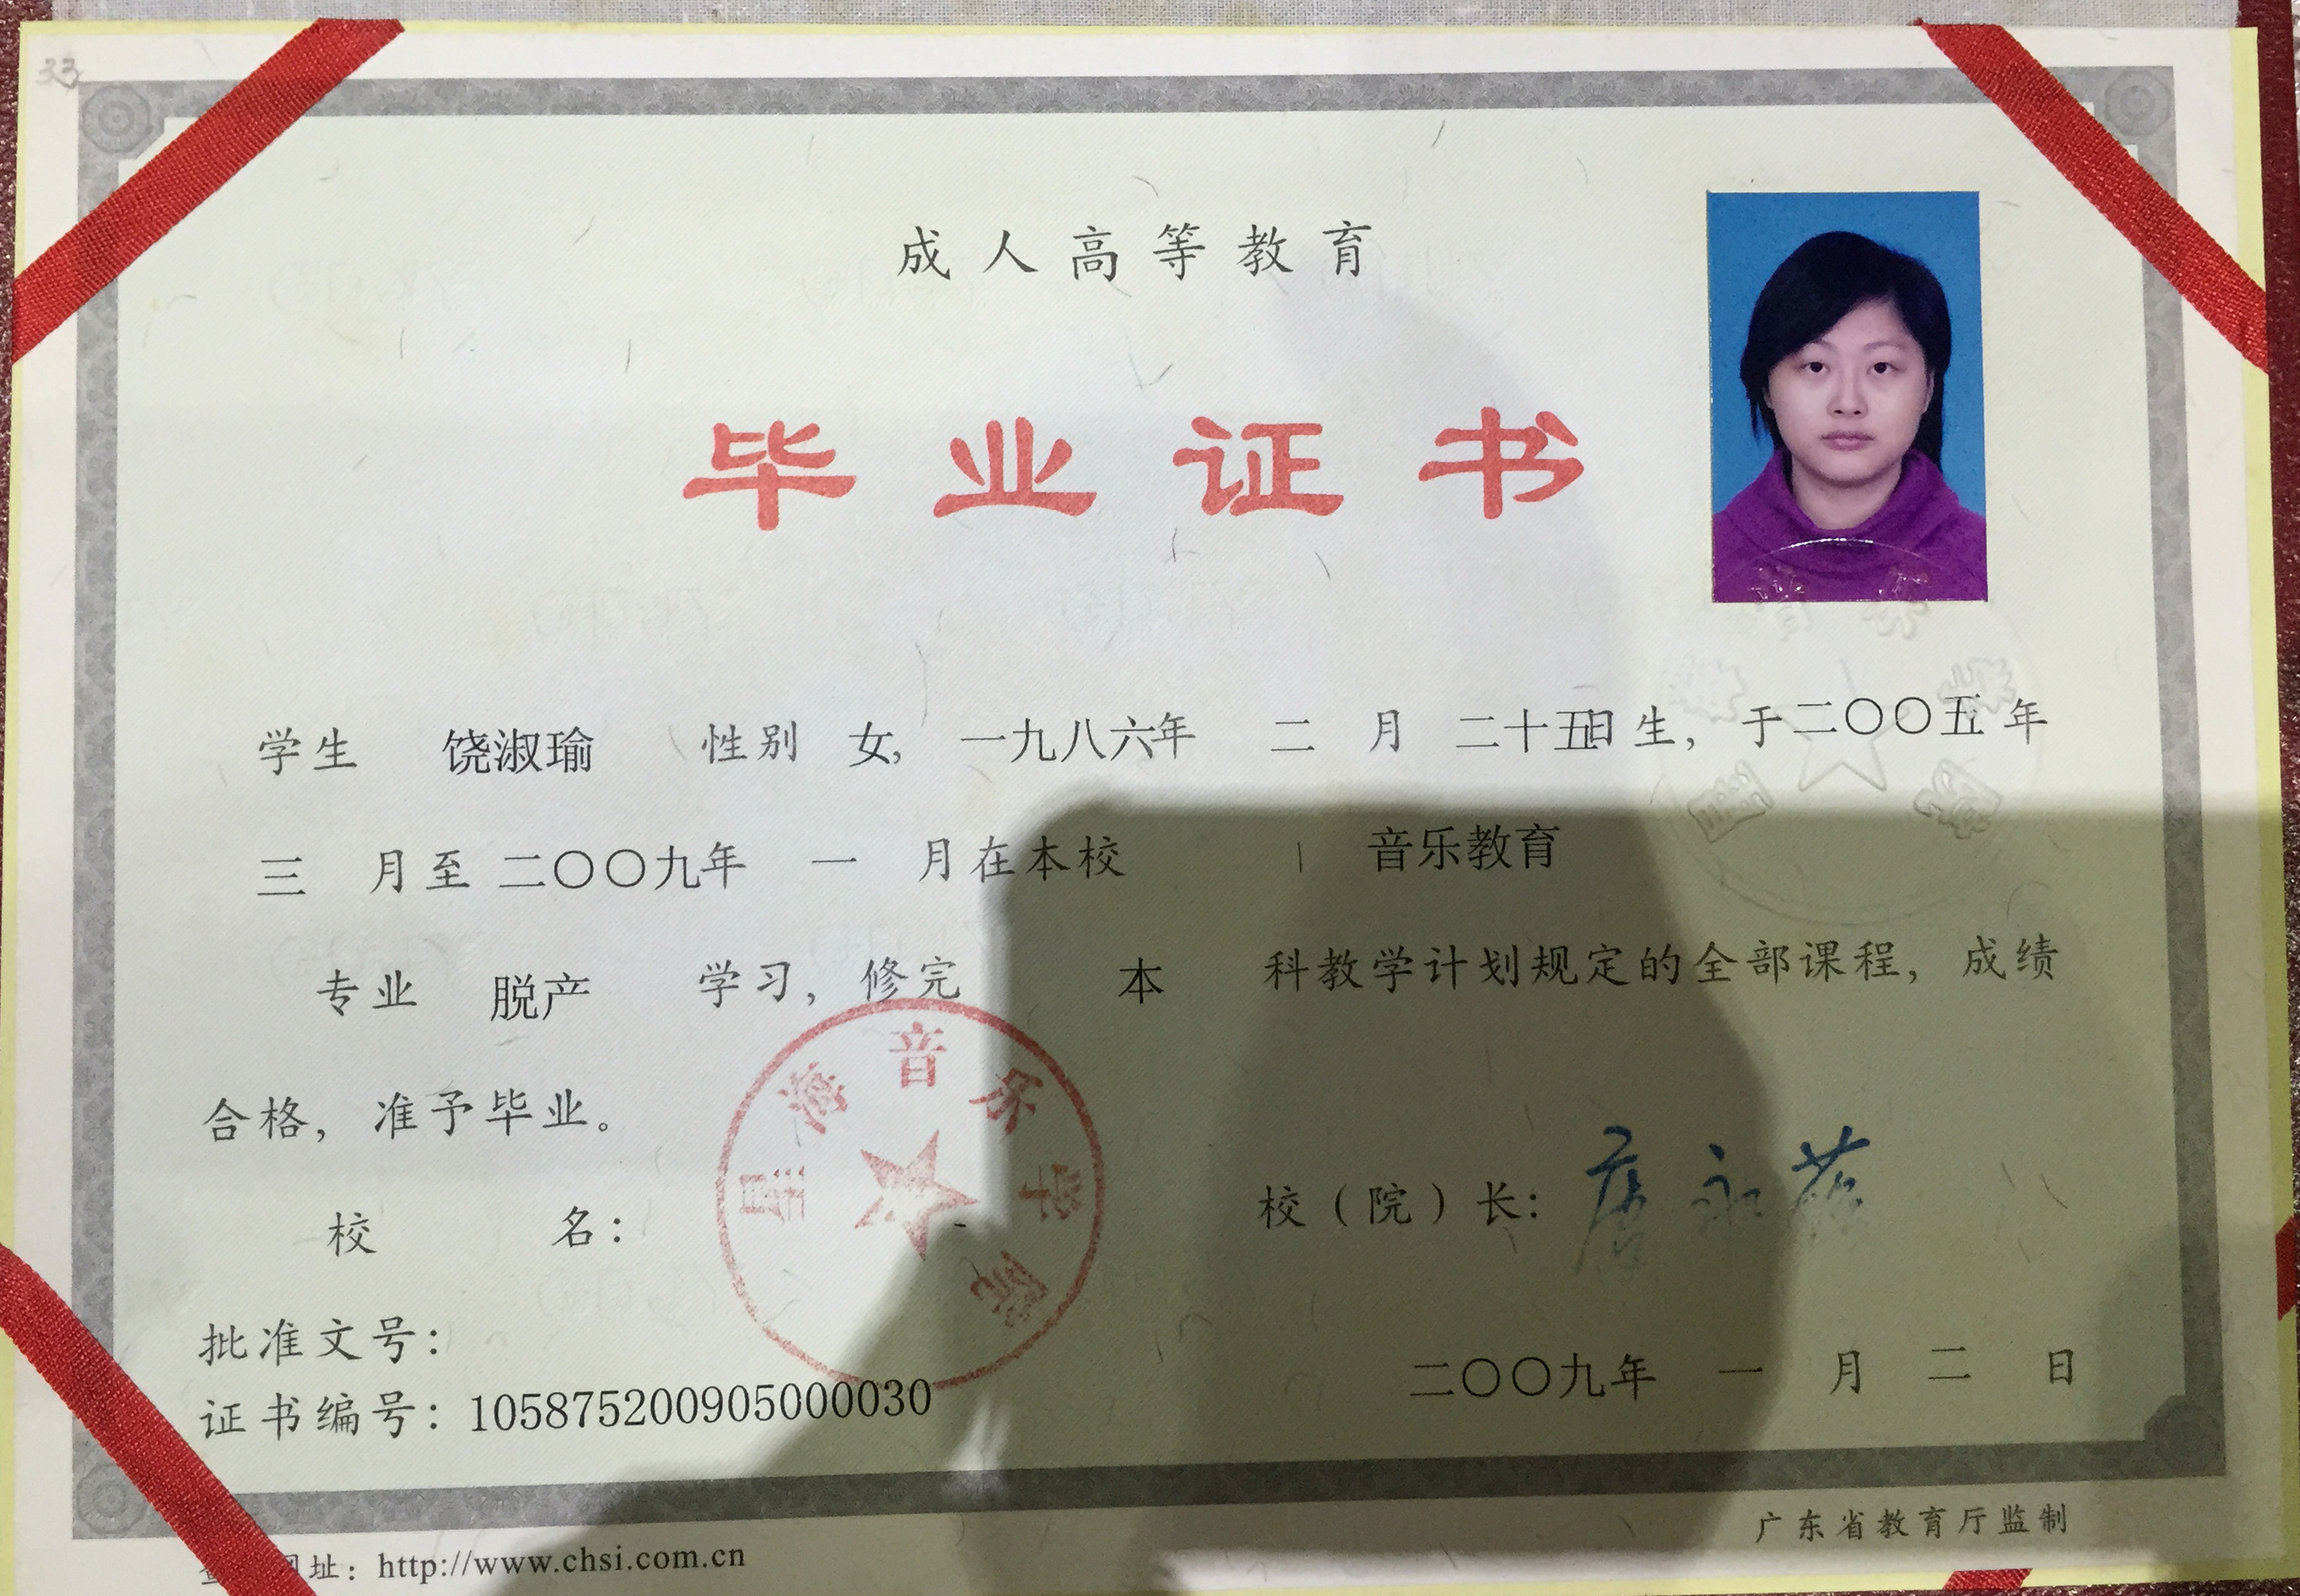 33
成人高等教育
毕业证书
学生 饶淑瑜 性别 女, 一九八六年 二 月 二十五日生, 于二〇〇五年
三 月至 二〇〇九年 一 月在本校 音乐教育
专业 脱产 学习, 修完 本 科教学计划规定的全部课程, 成绩
合格, 准予毕业。
星海音乐学院
校 名:
校（院）长: 唐永葆
批准文号:
证书编号: 105875200905000030
二〇〇九年 一 月 二 日
网址: http://www.chsi.com.cn
广东省教育厅监制